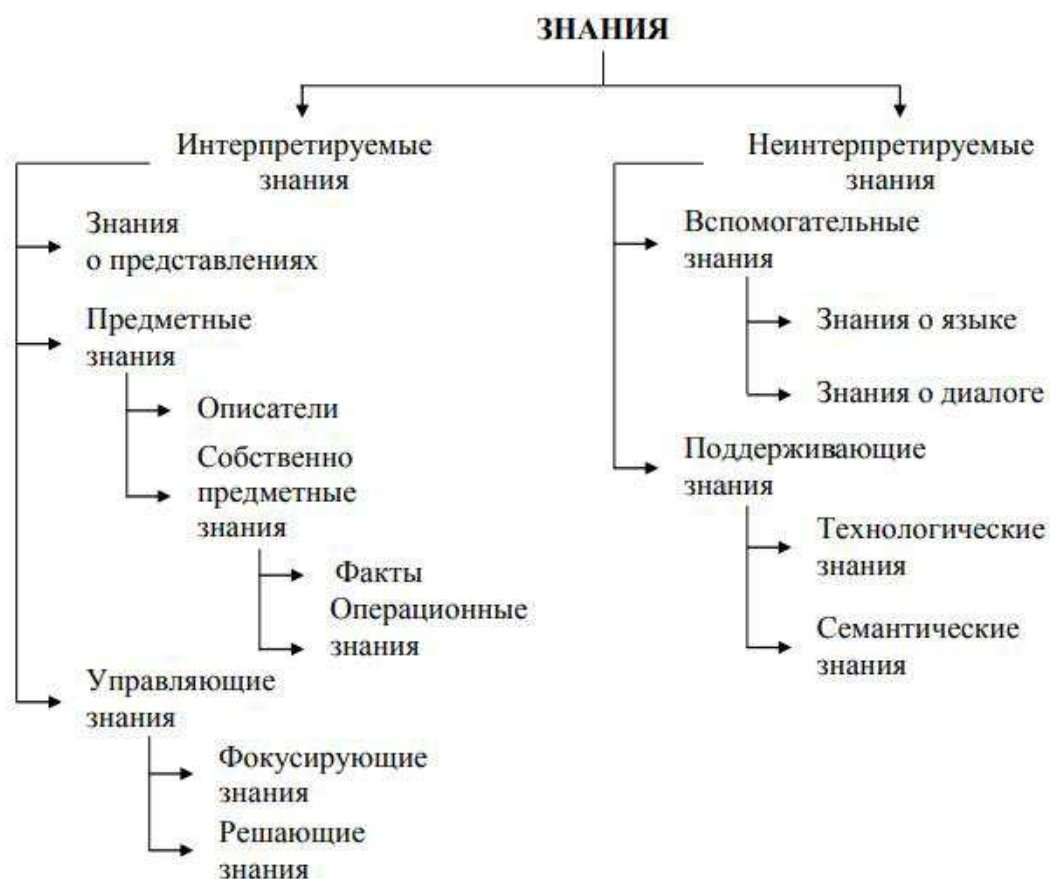 ЗНАНИЯ
Интерпретируемые
знания
Знания
о представлениях
Предметные
знания
Описатели
Собственно
предметные
знания
Факты
Операционные
знания
Управляющие
знания
Фокусирующие
знания
Решающие
знания
Неинтерпретируемые
знания
Вспомогательные
знания
Знания о языке
Знания о диалоге
Поддерживающие
знания
Технологические
знания
Семантические
знания